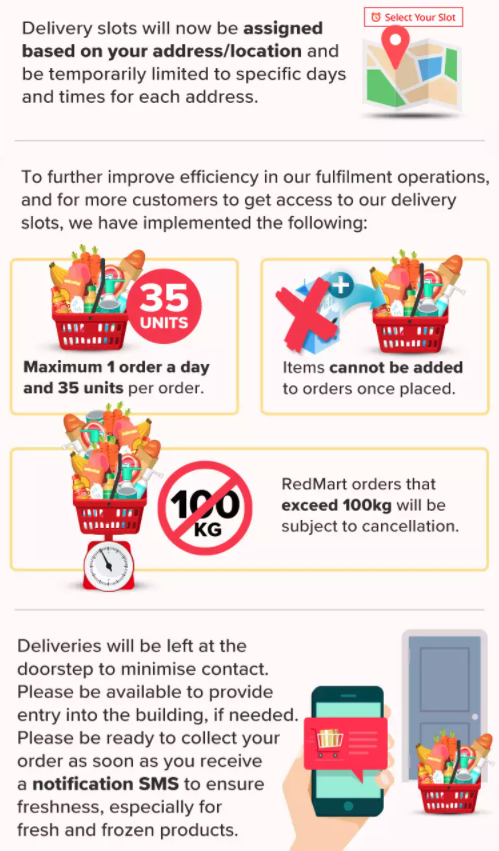 Select Your Slot
Delivery slots will now be assigned
based on your address/location and
be temporarily limited to specific days
and times for each address.
To further improve efficiency in our fulfilment operations,
and for more customers to get access to our delivery
slots, we have implemented the following:
35
UNITS
Maximum 1 order a day
and 35 units per order.
Items cannot be added
to orders once placed.
100
KG
RedMart orders that
exceed 100kg will be
subject to cancellation.
Deliveries will be left at the
doorstep to minimise contact.
Please be available to provide
entry into the building, if needed.
Please be ready to collect your
order as soon as you receive
a notification SMS to ensure
freshness, especially for
fresh and frozen products.